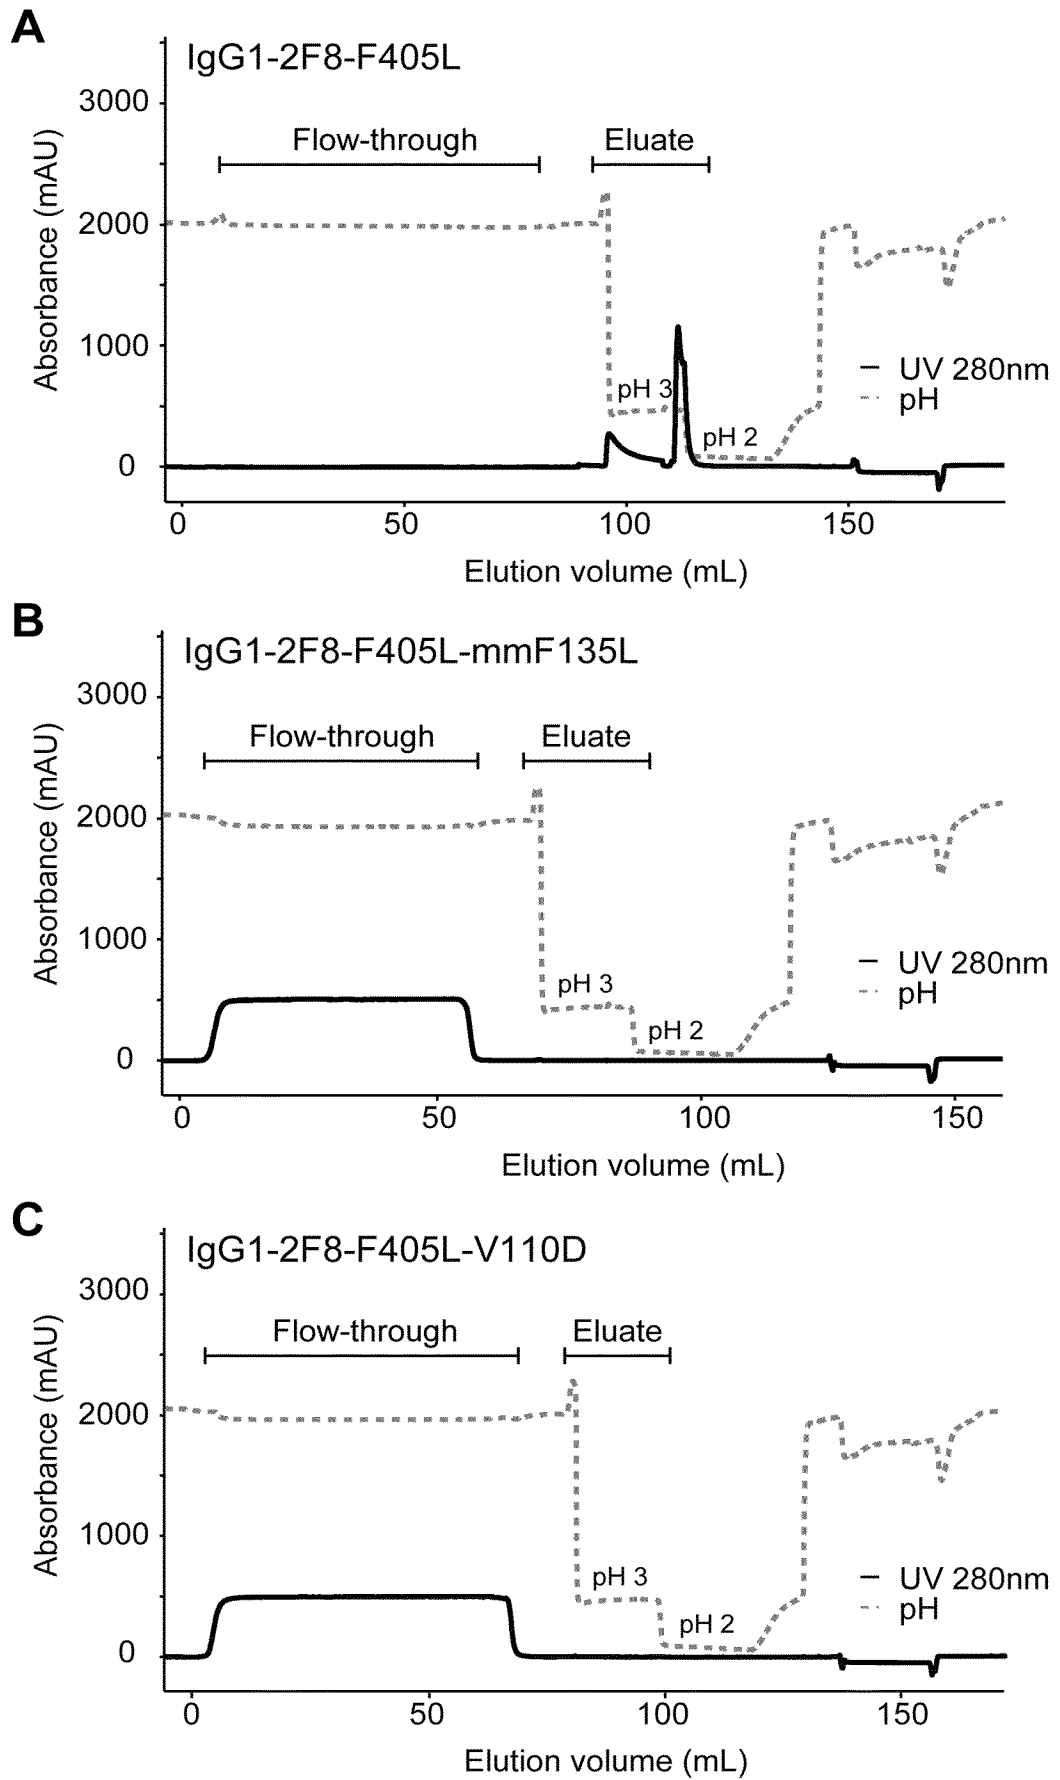 A
IgG1-2F8-F405L
3000
Flow-through
Eluate
2000
Absorbance (mAU)
1000
pH 3
UV 280nm
pH
pH 2
0
0 50 100 150
Elution volume (mL)
B
IgG1-2F8-F405L-mmF135L
3000
Flow-through
Eluate
2000
Absorbance (mAU)
1000
UV 280nm
pH 3
pH
pH 2
0
0 50 100 150
Elution volume (mL)
C
IgG1-2F8-F405L-V110D
3000
Flow-through
Eluate
2000
Absorbance (mAU)
1000
pH 3
UV 280nm
pH
pH 2
0
0 50 100 150
Elution volume (mL)